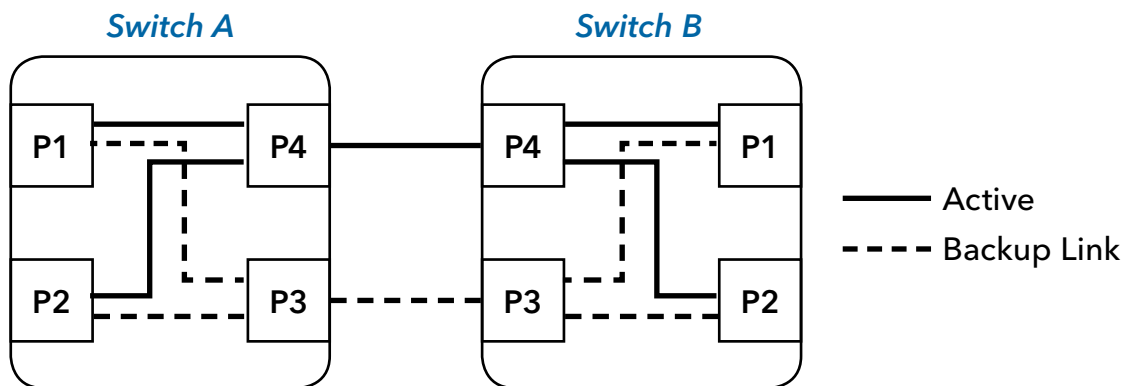 Switch A
Switch B
P1
P4
P4
P1
Active
Backup Link
P2
P3
P3
P2